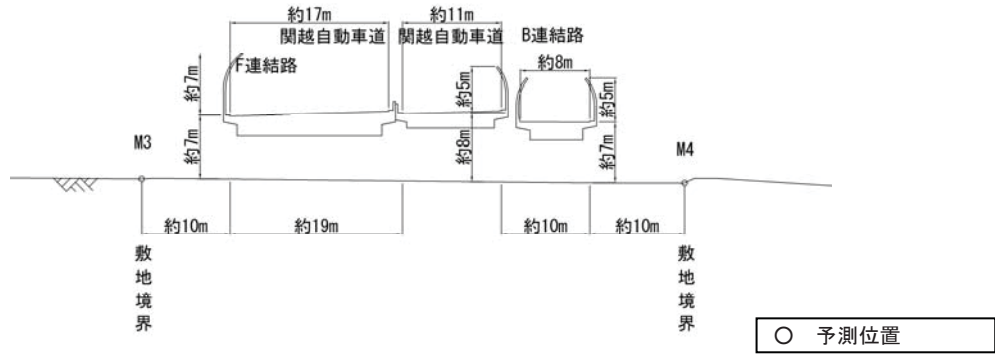 約17m
約11m
関越自動車道
関越自動車道
B連結路
F連結路
約8m
約7m
約5m
約5m
約7m
約8m
約7m
M3
M4
約10m
約19m
約10m
約10m
敷地境界
敷地境界
○ 予測位置